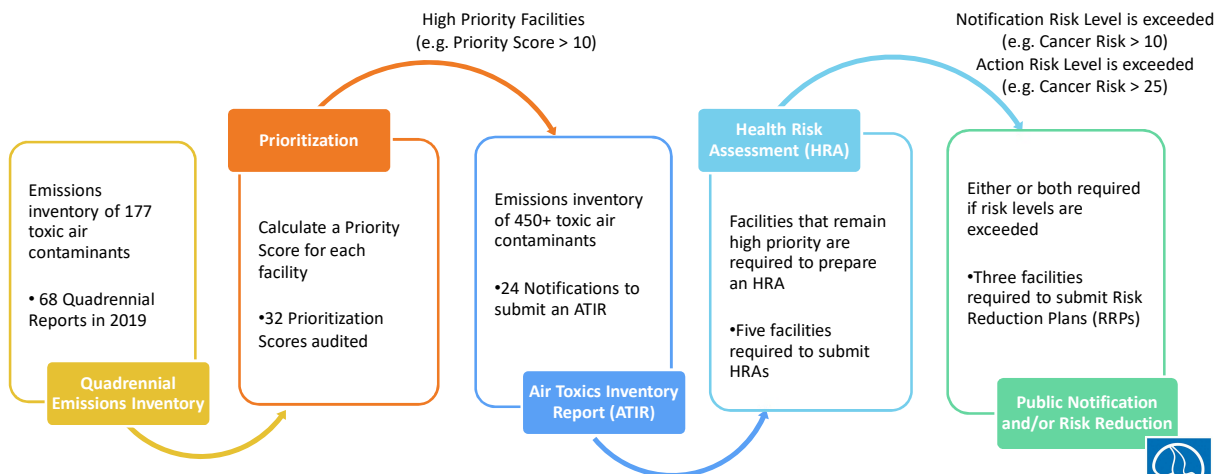 High Priority Facilities
(e.g. Priority Score > 10)
Notification Risk Level is exceeded
(e.g. Cancer Risk > 10)
Action Risk Level is exceeded
(e.g. Cancer Risk > 25)
Emissions
inventory of 177
toxic air
contaminants
• 68 Quadrennial
Reports in 2019
Quadrennial
Emissions Inventory
Prioritization
Calculate a Priority
Score for each
facility
•32 Prioritization
Scores audited
Emissions inventory
of 450+ toxic air
contaminants
•24 Notifications to
submit an ATIR
Air Toxics Inventory
Report (ATIR)
Health Risk
Assessment (HRA)
Facilities that remain
high priority are
required to prepare
an HRA
•Five facilities
required to submit
HRAs
Either or both required
if risk levels are
exceeded
•Three facilities
required to submit Risk
Reduction Plans (RRPs)
Public Notification
and/or Risk Reduction